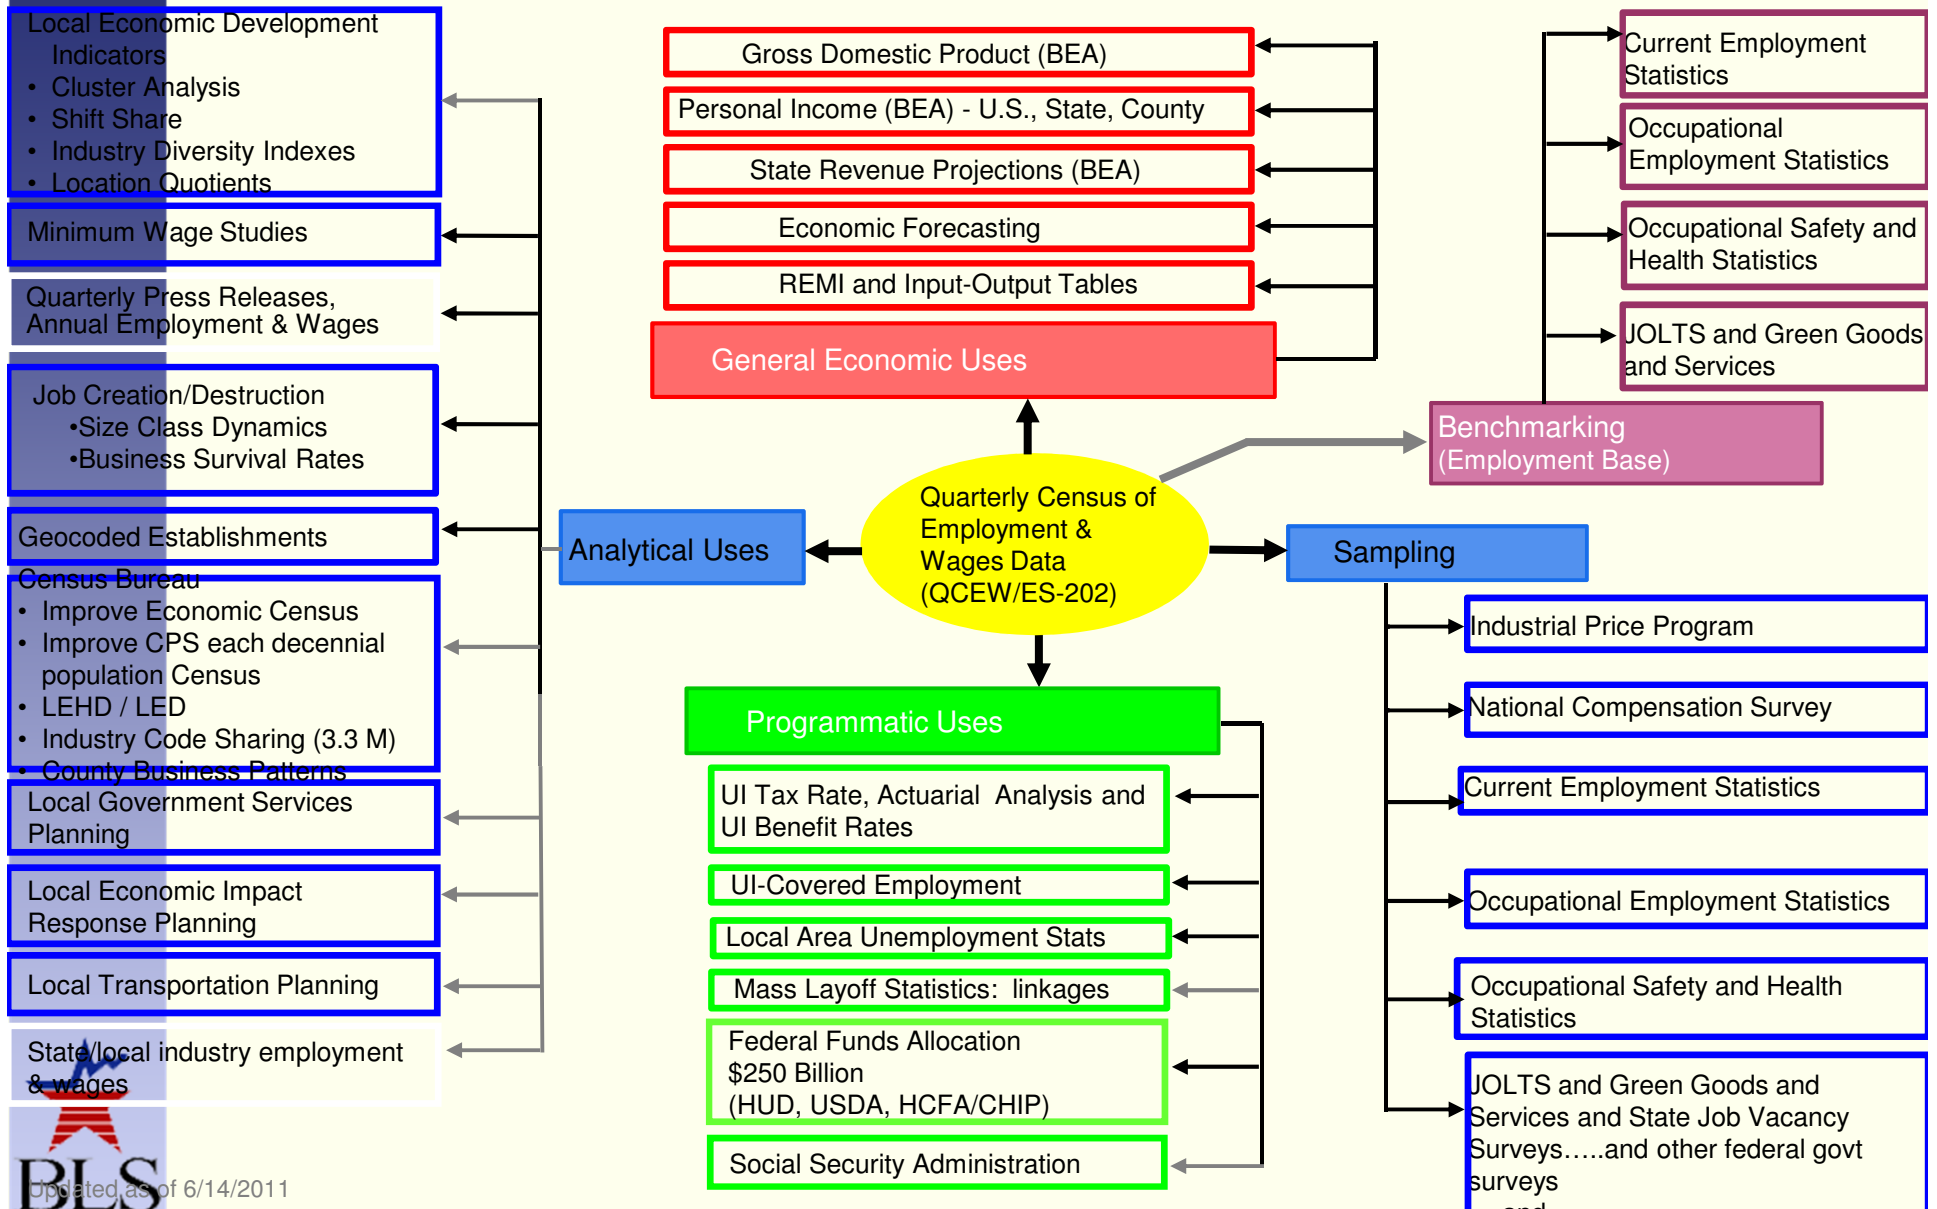 Local Economic Development
Indicators
• Cluster Analysis
• Shift Share
• Industry Diversity Indexes
• Location Quotients
Minimum Wage Studies
Quarterly Press Releases,
Annual Employment & Wages
Job Creation/Destruction
•Size Class Dynamics
•Business Survival Rates
Geocoded Establishments
Census Bureau
• Improve Economic Census
• Improve CPS each decennial
population Census
• LEHD / LED
• Industry Code Sharing (3.3 M)
• County Business Patterns
Local Government Services
Planning
Local Economic Impact
Response Planning
Local Transportation Planning
State/local industry employment
& wages
BLS
Updated as of 6/14/2011
Analytical Uses
Gross Domestic Product (BEA)
Personal Income (BEA) - U.S., State, County
State Revenue Projections (BEA)
Economic Forecasting
REMI and Input-Output Tables
General Economic Uses
Quarterly Census of
Employment &
Wages Data
(QCEW/ES-202)
Programmatic Uses
UI Tax Rate, Actuarial Analysis and
UI Benefit Rates
UI-Covered Employment
Local Area Unemployment Stats
Mass Layoff Statistics: linkages
Federal Funds Allocation
$250 Billion
(HUD, USDA, HCFA/CHIP)
Social Security Administration
Current Employment
Statistics
Occupational
Employment Statistics
Occupational Safety and
Health Statistics
JOLTS and Green Goods
and Services
Benchmarking
(Employment Base)
Sampling
Industrial Price Program
National Compensation Survey
Current Employment Statistics
Occupational Employment Statistics
Occupational Safety and Health
Statistics
JOLTS and Green Goods and
Services and State Job Vacancy
Surveys…..and other federal govt
surveys